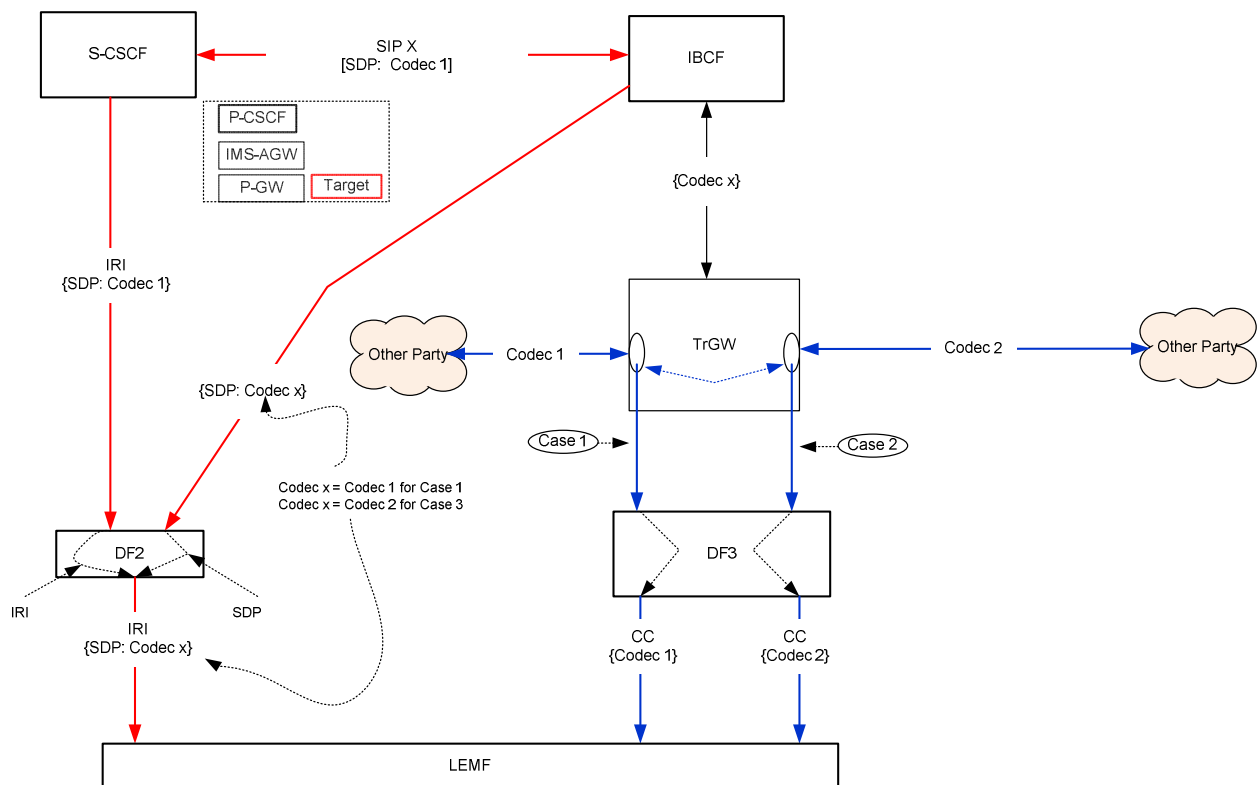 S-CSCF
SIP X
[SDP: Codec 1]
IBCF
P-CSCF
IMS-AGW
P-GW
Target
{Codec x}
IRI
{SDP: Codec 1}
Other Party
Codec 1
TrGW
Codec 2
Other Party
{SDP: Codec x}
Case 1
Case 2
Codec x = Codec 1 for Case 1
Codec x = Codec 2 for Case 3
DF2
DF3
IRI
SDP
IRI
{SDP: Codec x}
CC
{Codec 1}
CC
{Codec 2}
LEMF